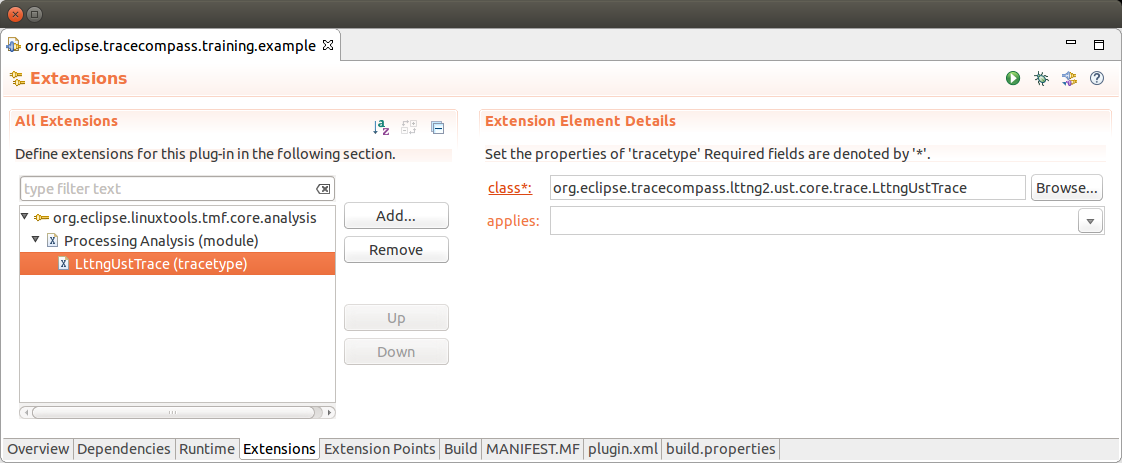 org.eclipse.tracecompass.training.example
Extensions
All Extensions
Define extensions for this plug-in in the following section.
type filter text
org.eclipse.linuxtools.tmf.core.analysis
Processing Analysis (module)
LttngUstTrace (tracetype)
Add...
Remove
Up
Down
Extension Element Details
Set the properties of 'tracetype' Required fields are denoted by '*'.
class*: org.eclipse.tracecompass.lttng2.ust.core.trace.LttngUstTrace Browse...
applies:
Overview Dependencies Runtime Extensions Extension Points Build MANIFEST.MF plugin.xml build.properties